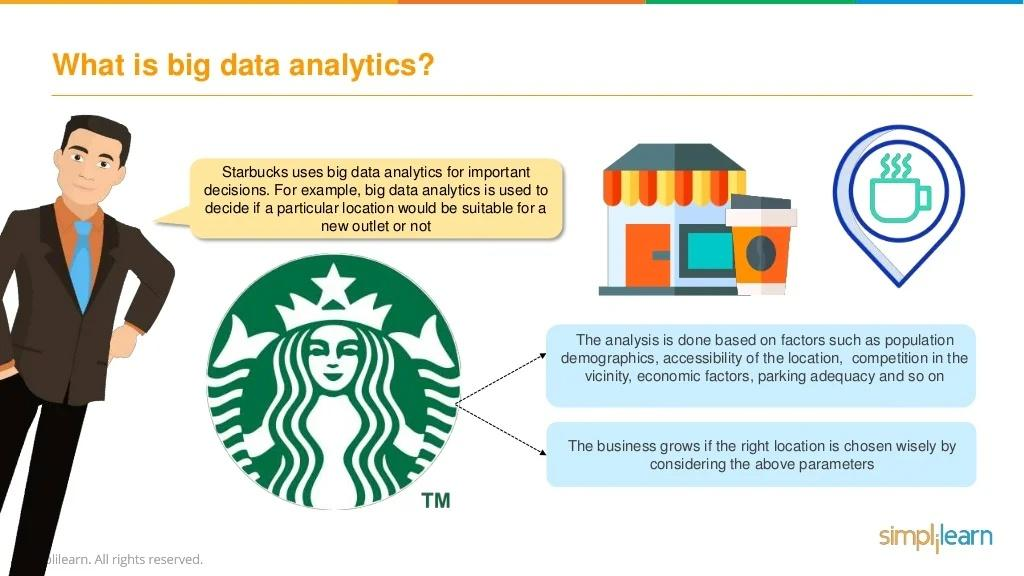 What is big data analytics?
Starbucks uses big data analytics for important
decisions. For example, big data analytics is used to
decide if a particular location would be suitable for a
new outlet or not
The analysis is done based on factors such as population
demographics, accessibility of the location, competition in the
vicinity, economic factors, parking adequacy and so on
The business grows if the right location is chosen wisely by
considering the above parameters
TM
simplilearn
All rights reserved.